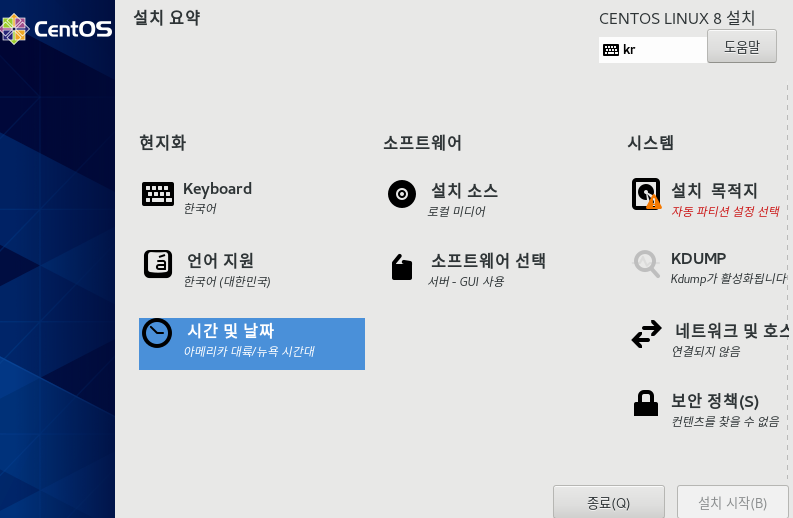 CentOS
설치 요약
CENTOS LINUX 8 설치
kr
도움말
현지화
Keyboard
한국어
언어 지원
한국어 (대한민국)
시간 및 날짜
아메리카 대륙/뉴욕 시간대
소프트웨어
설치 소스
로컬 미디어
소프트웨어 선택
서버 - GUI 사용
시스템
설치 목적지
자동 파티션 설정 선택
KDUMP
Kdump가 활성화됩니다
네트워크 및 호스
연결되지 않음
보안 정책(S)
컨텐츠를 찾을 수 없음
종료(Q)
설치 시작(B)